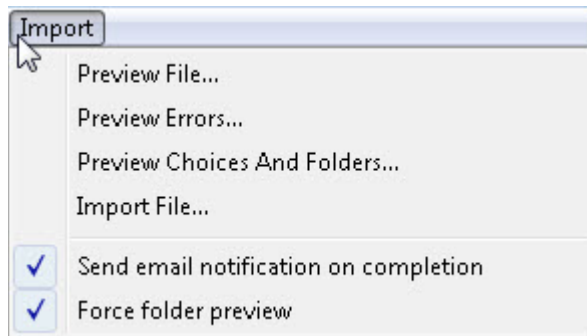 Import
Preview File...
Preview Errors...
Preview Choices And Folders...
Import File...
Send email notification on completion
Force folder preview